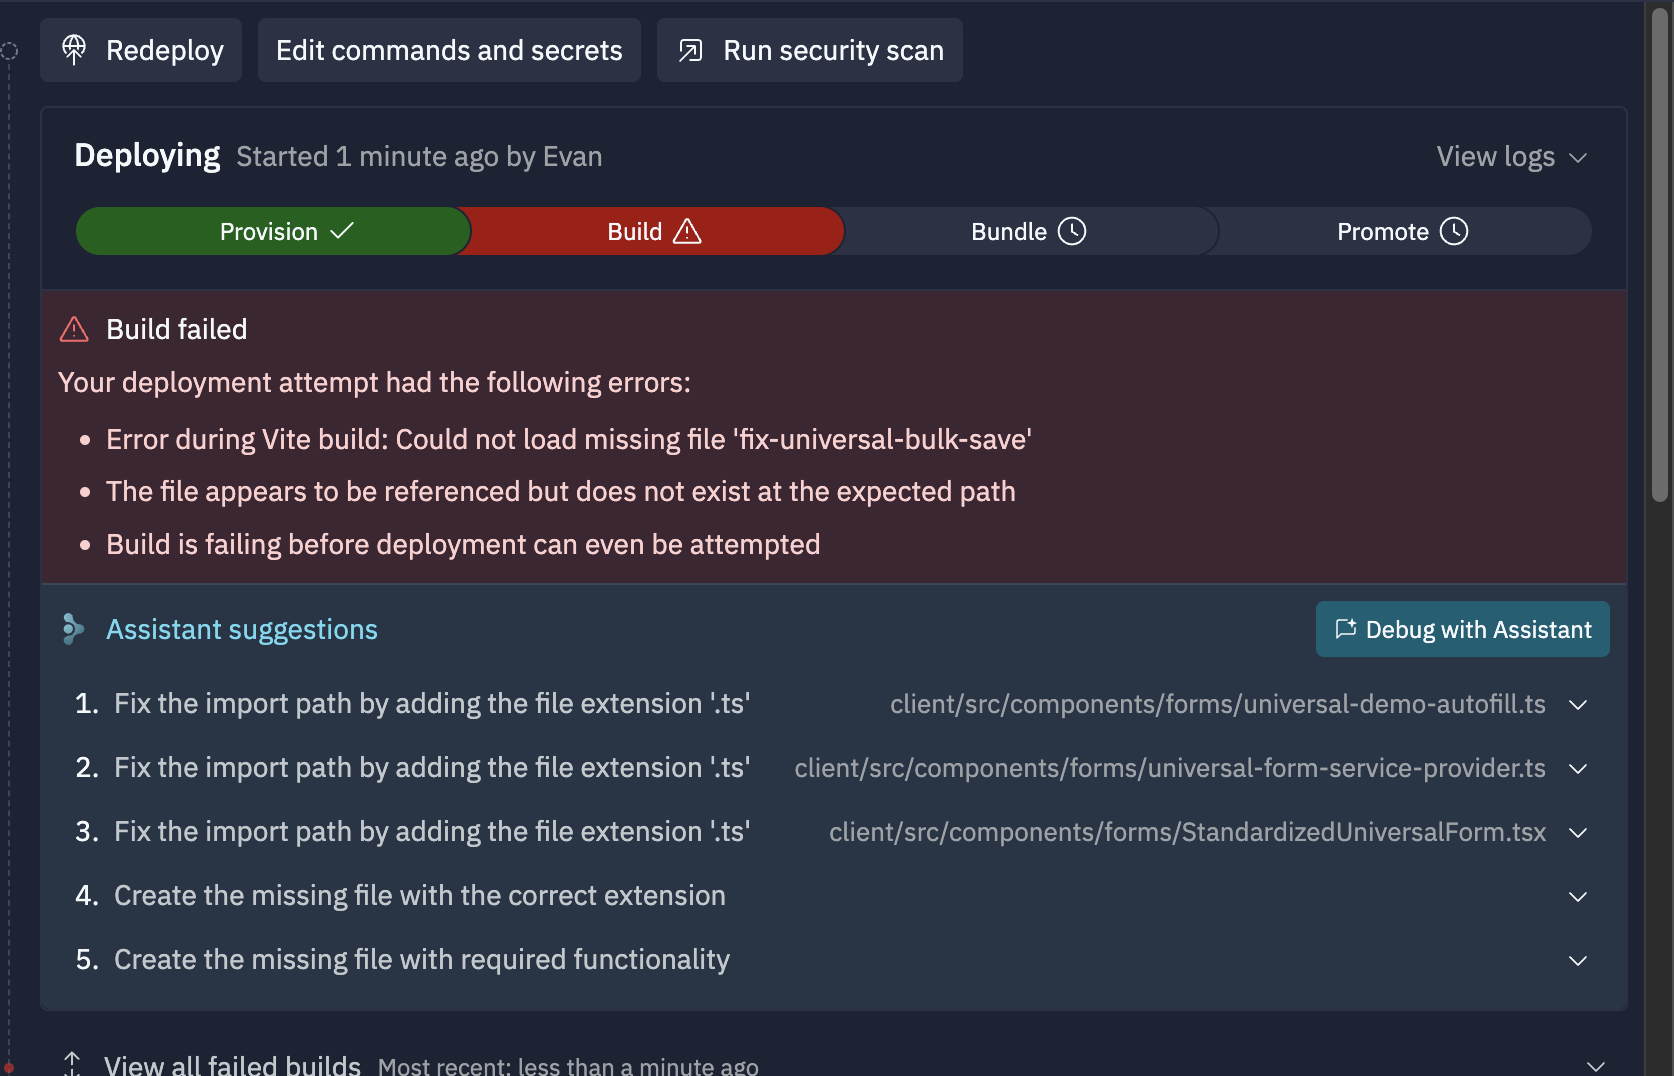 Redeploy
Edit commands and secrets
Run security scan
Deploying Started 1 minute ago by Evan
View logs
Provision
Build
Bundle
Promote
Build failed
Your deployment attempt had the following errors:
• Error during Vite build: Could not load missing file 'fix-universal-bulk-save'
• The file appears to be referenced but does not exist at the expected path
• Build is failing before deployment can even be attempted
Assistant suggestions
Debug with Assistant
1. Fix the import path by adding the file extension '.ts' client/src/components/forms/universal-demo-autofill.ts
2. Fix the import path by adding the file extension '.ts' client/src/components/forms/universal-form-service-provider.ts
3. Fix the import path by adding the file extension '.ts' client/src/components/forms/StandardizedUniversalForm.tsx
4. Create the missing file with the correct extension
5. Create the missing file with required functionality
View all failed builds Most recent: less than a minute ago